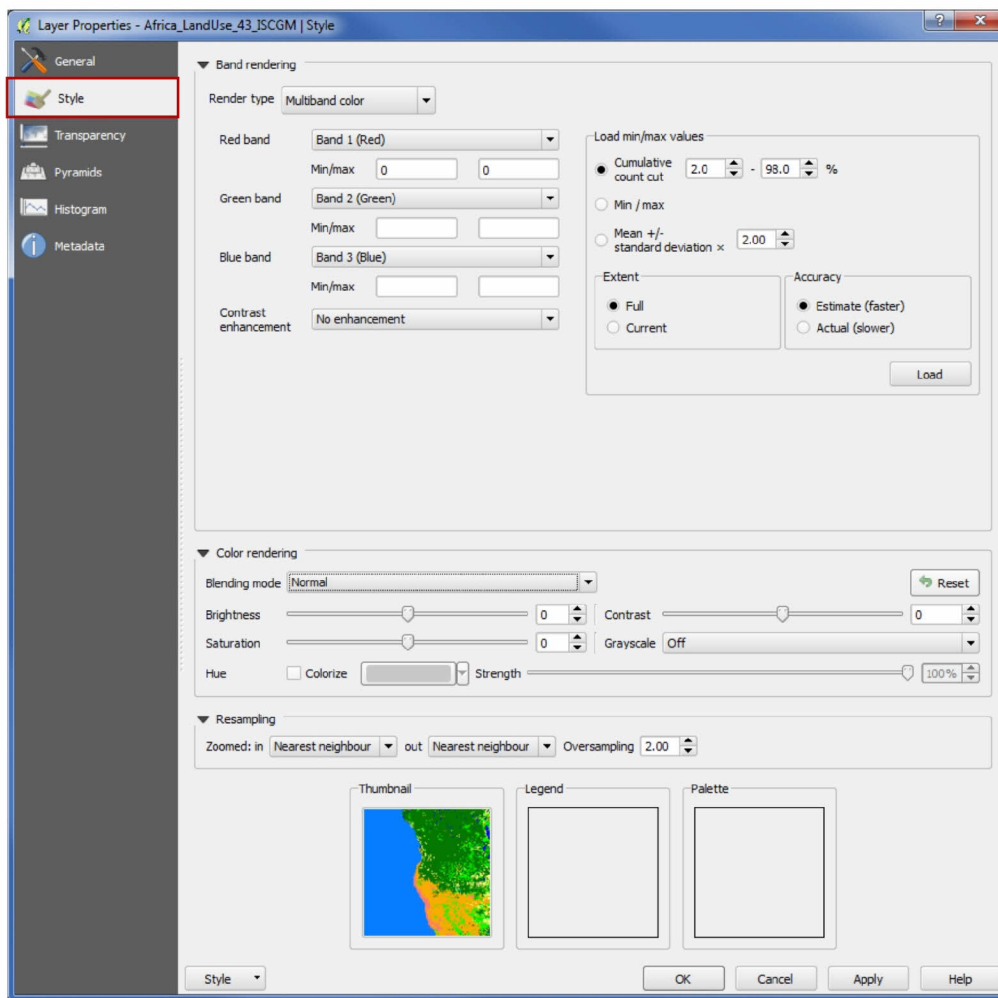 Layer Properties - Africa_LandUse_43_ISCGM | Style
?
x
General
Style
Transparency
Pyramids
Histogram
Metadata
Band rendering
Render type Multiband color
Red band Band 1 (Red)
Min/max 0 0
Green band Band 2 (Green)
Min/max
Blue band Band 3 (Blue)
Min/max
Contrast
enhancement No enhancement
Load min/max values
Cumulative
count cut 2.0 - 98.0 %
Min / max
Mean +/-
standard deviation × 2.00
Extent
Full
Current
Accuracy
Estimate (faster)
Actual (slower)
Load
Color rendering
Blending mode Normal Reset
Brightness 0 Contrast 0
Saturation 0 Grayscale Off
Hue Colorize Strength 100%
Resampling
Zoomed: in Nearest neighbour out Nearest neighbour Oversampling 2.00
Thumbnail Legend Palette
Style OK Cancel Apply Help